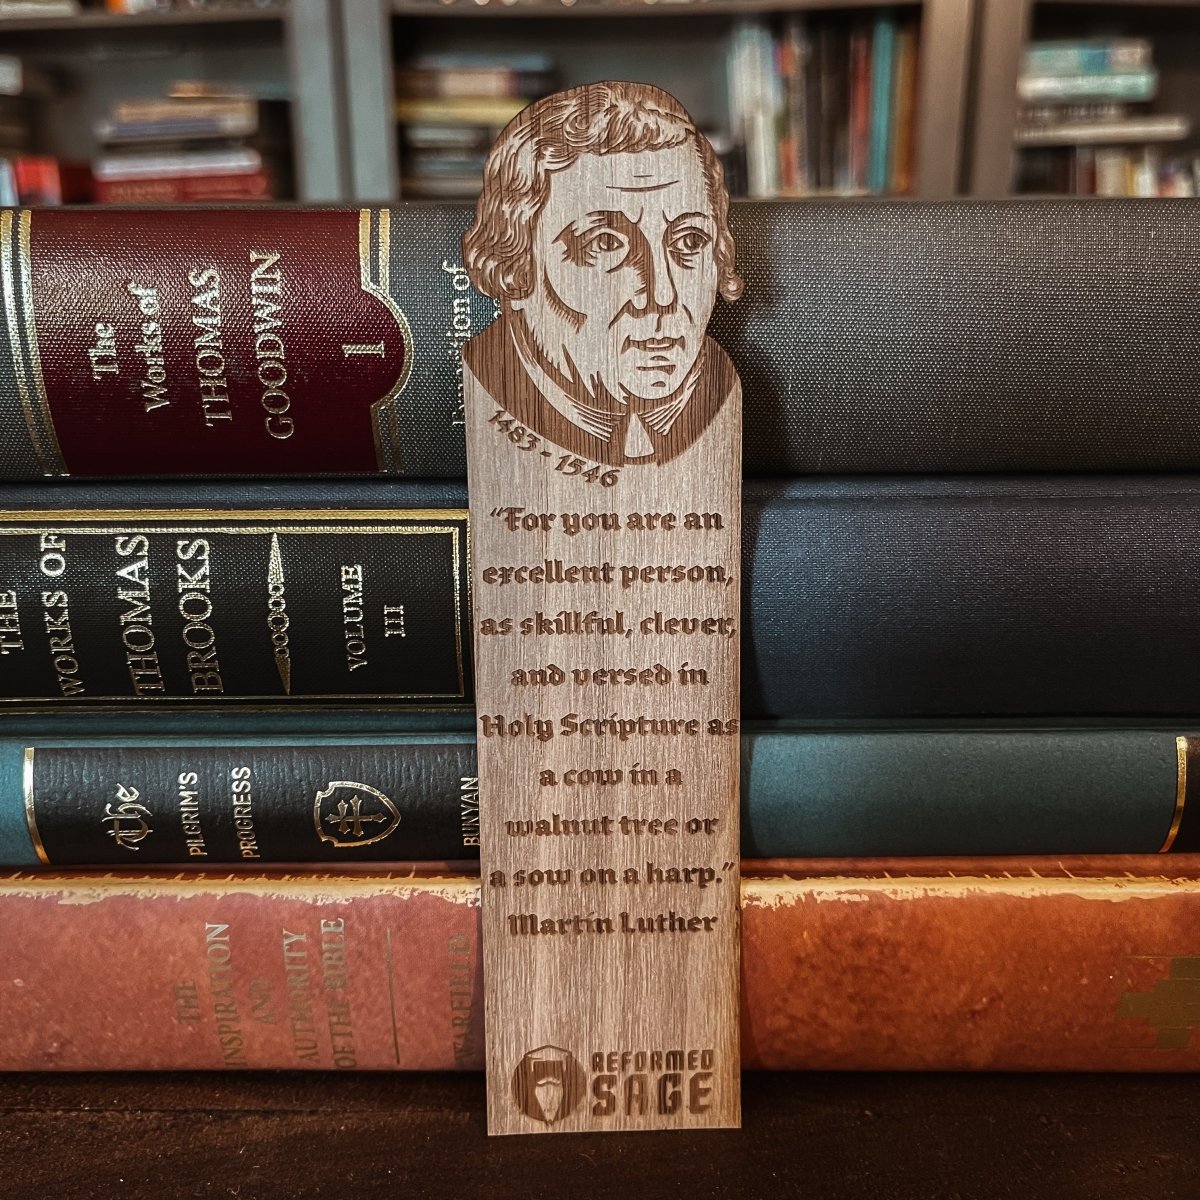 The
Works of
THOMAS
GOODWIN
1
THE
WORKS OF
THOMAS
BROOKS
VOLUME
III
The
PILGRIM'S
PROGRESS
BUNYAN
THE
INSPIRATION
AND
AUTHORITY
OF THE BIBLE
WARFIELD
1483 - 1546
“For you are an
excellent person,
as skillful, clever,
and versed in
Holy Scripture as
a cow in a
walnut tree or
a sow on a harp.”
Martin Luther
REFORMED
SAGE